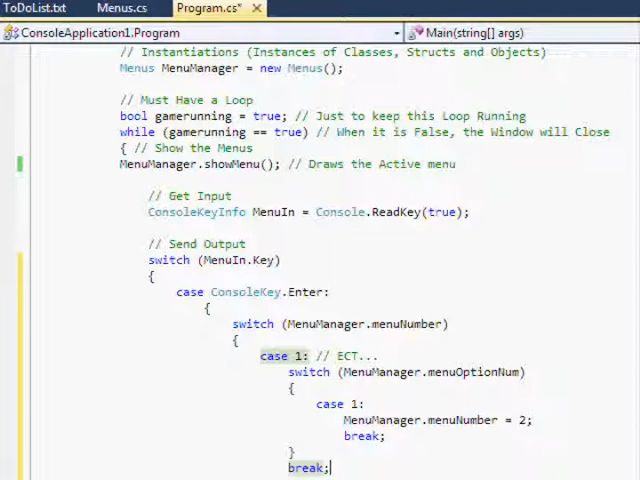 ToDoList.txt Menus.cs Program.cs* ×
ConsoleApplication1.Program Main(string[] args)
// Instantiations (Instances of Classes, Structs and Objects)
Menus MenuManager = new Menus();
// Must Have a Loop
bool gamerunning = true; // Just to keep this Loop Running
while (gamerunning == true) // When it is False, the Window will Close
{ // Show the Menus
MenuManager.showMenu(); // Draws the Active menu
// Get Input
ConsoleKeyInfo MenuIn = Console.ReadKey(true);
// Send Output
switch (MenuIn.Key)
{
case ConsoleKey.Enter:
{
switch (MenuManager.menuNumber)
{
case 1: // ECT...
switch (MenuManager.menuOptionNum)
{
case 1:
MenuManager.menuNumber = 2;
break;
}
break;